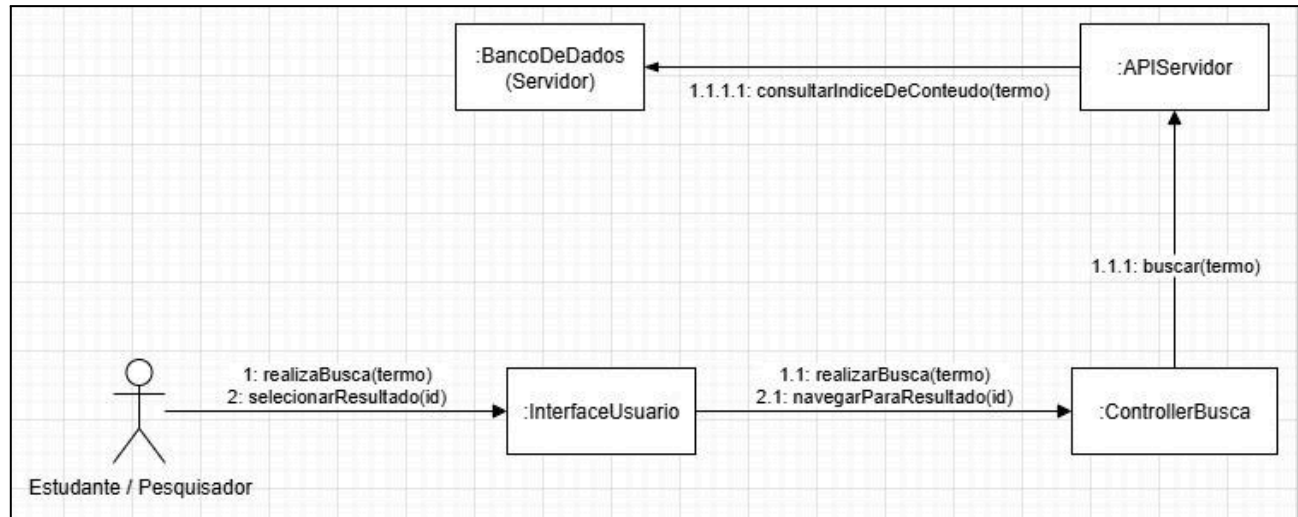 :BancoDeDados
(Servidor)
:APIServidor
1.1.1.1: consultarIndiceDeConteudo(termo)
1.1.1: buscar(termo)
1: realizaBusca(termo)
2: selecionarResultado(id)
:InterfaceUsuario
1.1: realizarBusca(termo)
2.1: navegarParaResultado(id)
:ControllerBusca
Estudante / Pesquisador